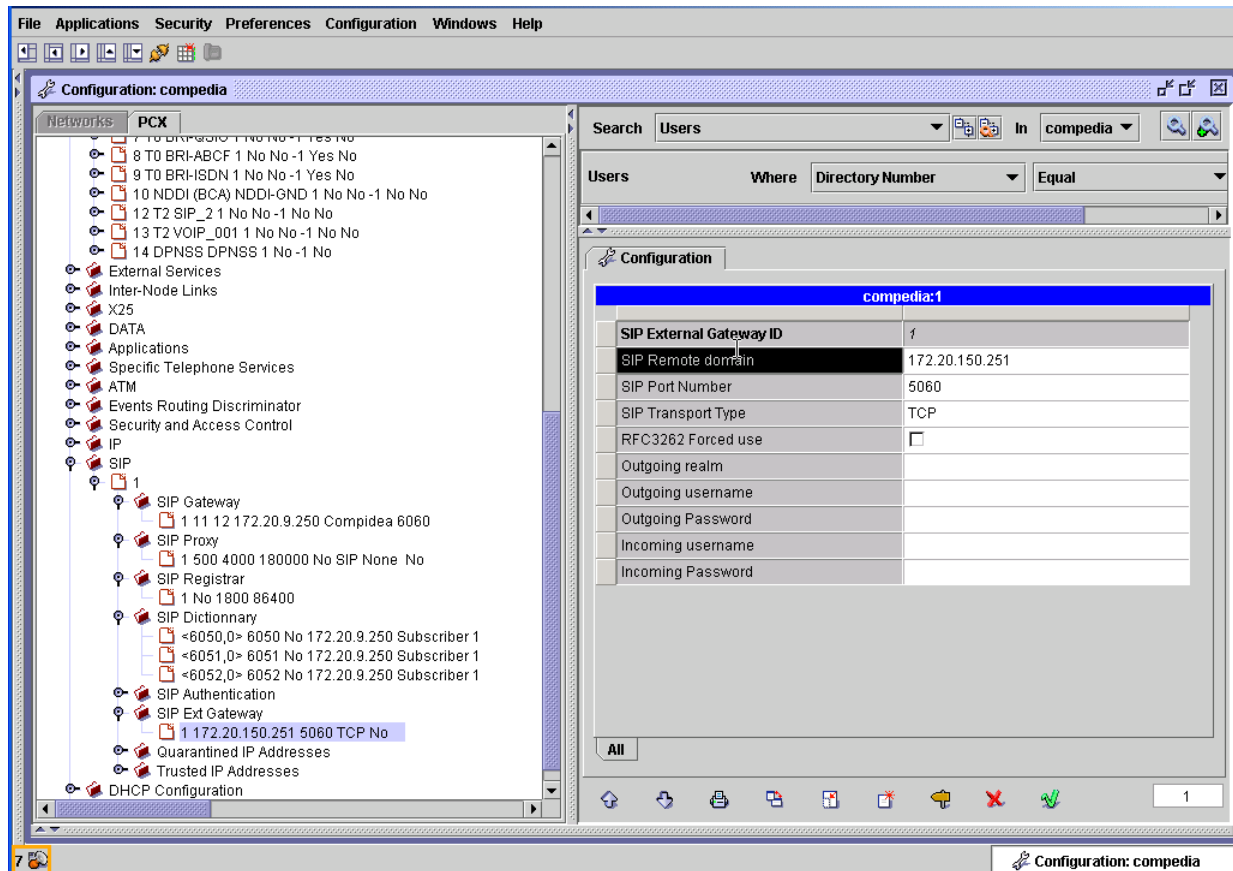 File Applications Security Preferences Configuration Windows Help
Configuration: compedia
Networks PCX
8 T0 BRI-ABCF 1 No No -1 Yes No
9 T0 BRI-ISDN 1 No No -1 Yes No
10 NDDI (BCA) NDDI-GND 1 No No -1 No No
12 T2 SIP_2 1 No No -1 No No
13 T2 VOIP_001 1 No No -1 No No
14 DPNSS DPNSS 1 No -1 No
External Services
Inter-Node Links
X25
DATA
Applications
Specific Telephone Services
ATM
Events Routing Discriminator
Security and Access Control
IP
SIP
1
SIP Gateway
1 11 12 172.20.9.250 Compidea 6060
SIP Proxy
1 500 4000 180000 No SIP None No
SIP Registrar
1 No 1800 86400
SIP Dictionnary
<6050,0> 6050 No 172.20.9.250 Subscriber 1
<6051,0> 6051 No 172.20.9.250 Subscriber 1
<6052,0> 6052 No 172.20.9.250 Subscriber 1
SIP Authentication
SIP Ext Gateway
1 172.20.150.251 5060 TCP No
Quarantined IP Addresses
Trusted IP Addresses
DHCP Configuration
Search Users In compedia
Users Where Directory Number Equal
Configuration
compedia:1
SIP External Gateway ID 1
SIP Remote domain 172.20.150.251
SIP Port Number 5060
SIP Transport Type TCP
RFC3262 Forced use
Outgoing realm
Outgoing username
Outgoing Password
Incoming username
Incoming Password
All
1
7
Configuration: compedia